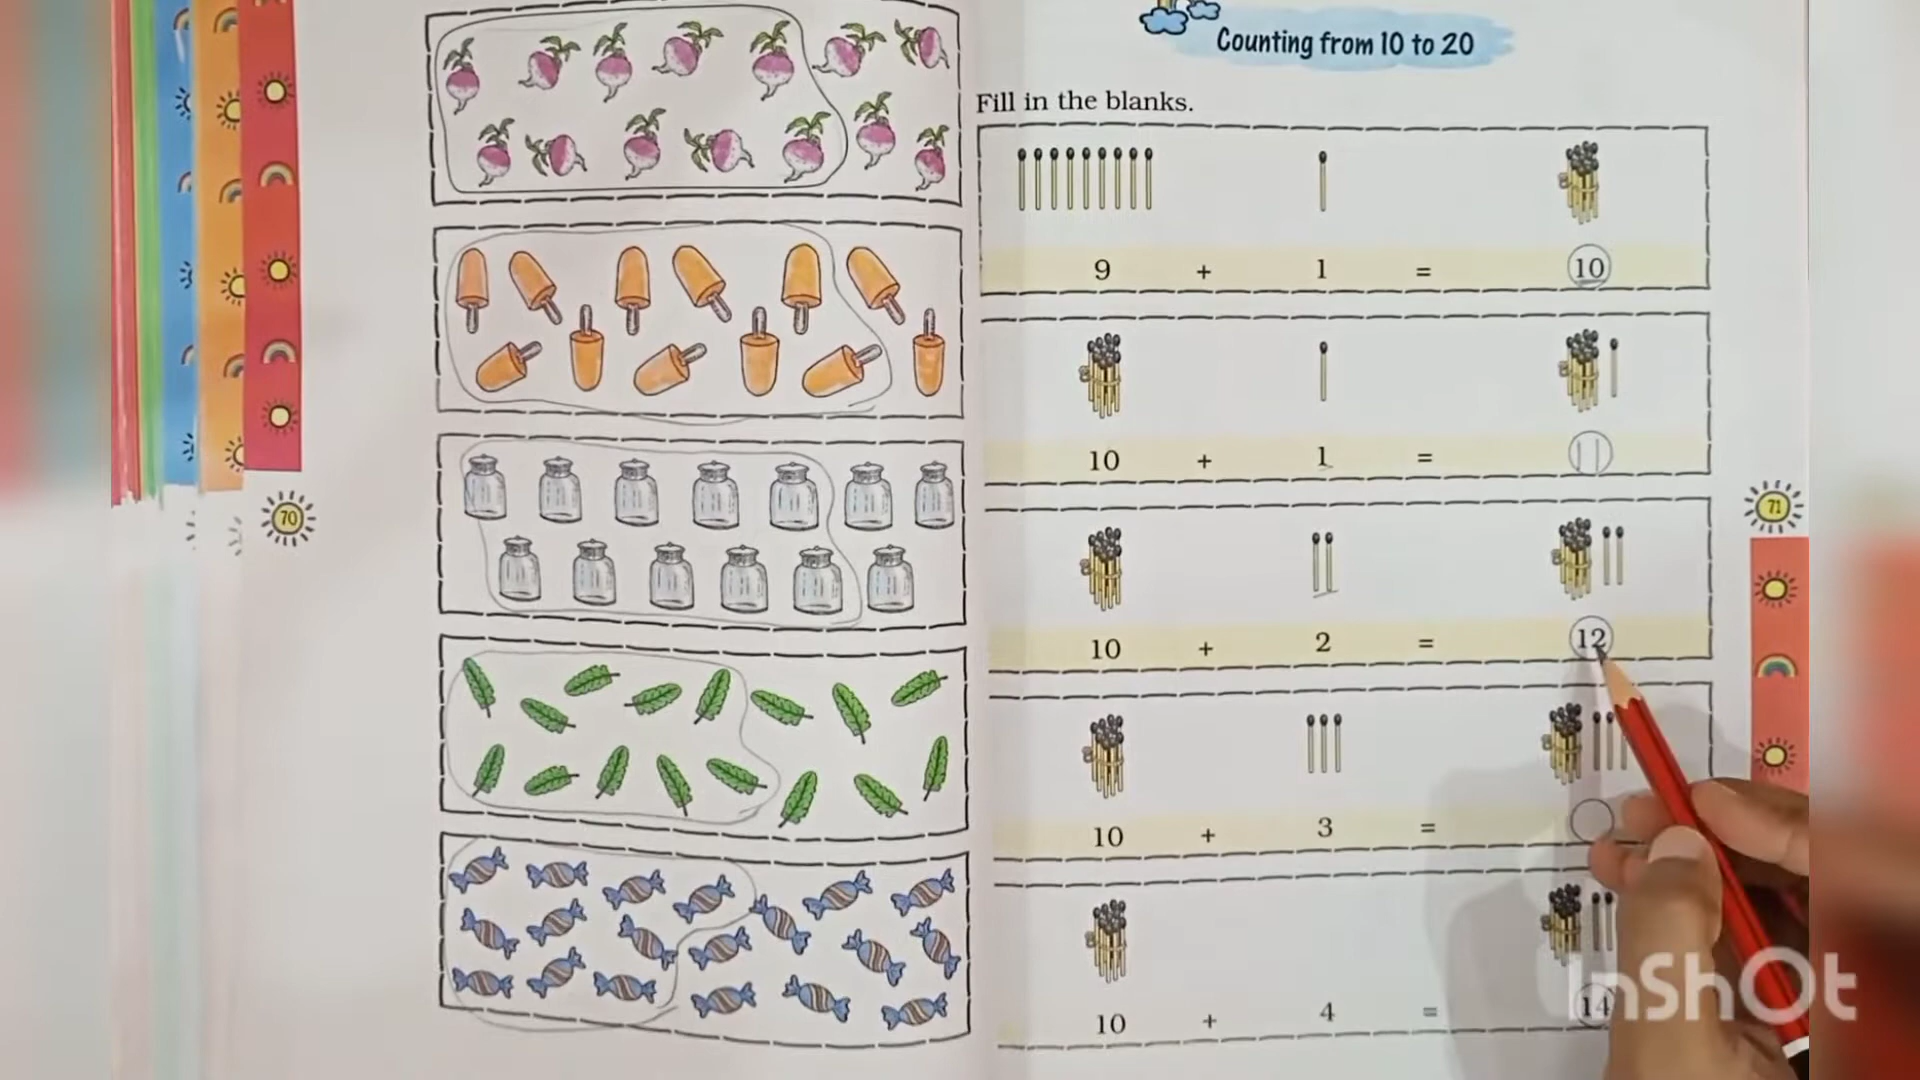 Counting from 10 to 20
Fill in the blanks.
9 + 1 = 10
10 + 1 = 11
70
71
10 + 2 = 12
10 + 3 =
10 + 4 = 14
InShOt